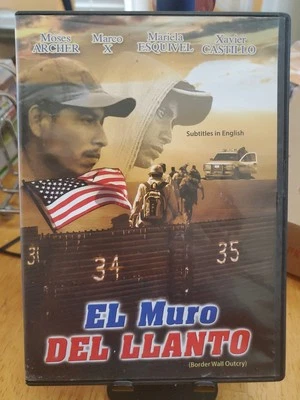 Moses
ARCHER
Marco
X
Mariela
ESQUIVEL
Xavier
CASTILLO
Subtitles in English
31
34
35
EL Muro
DEL LLANTO
(Border Wall Outcry)